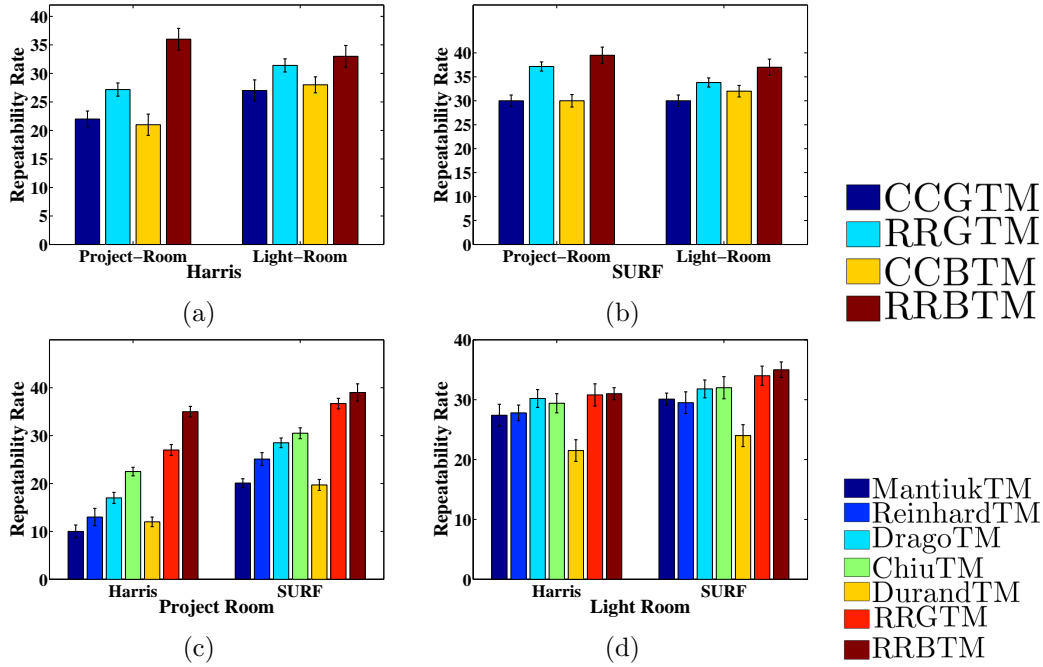 40
35
30
25
20
15
10
5
0
Repeatability Rate
Project–Room
Light–Room
Harris
(a)
40
35
30
25
20
15
10
5
0
Repeatability Rate
Project–Room
Light–Room
SURF
(b)
CCGTM
RRGTM
CCBTM
RRBTM
40
30
20
10
0
Repeatability Rate
Harris
SURF
Project Room
(c)
40
30
20
10
0
Repeatability Rate
Harris
SURF
Light Room
(d)
MantiukTM
ReinhardTM
DragoTM
ChiuTM
DurandTM
RRGTM
RRBTM